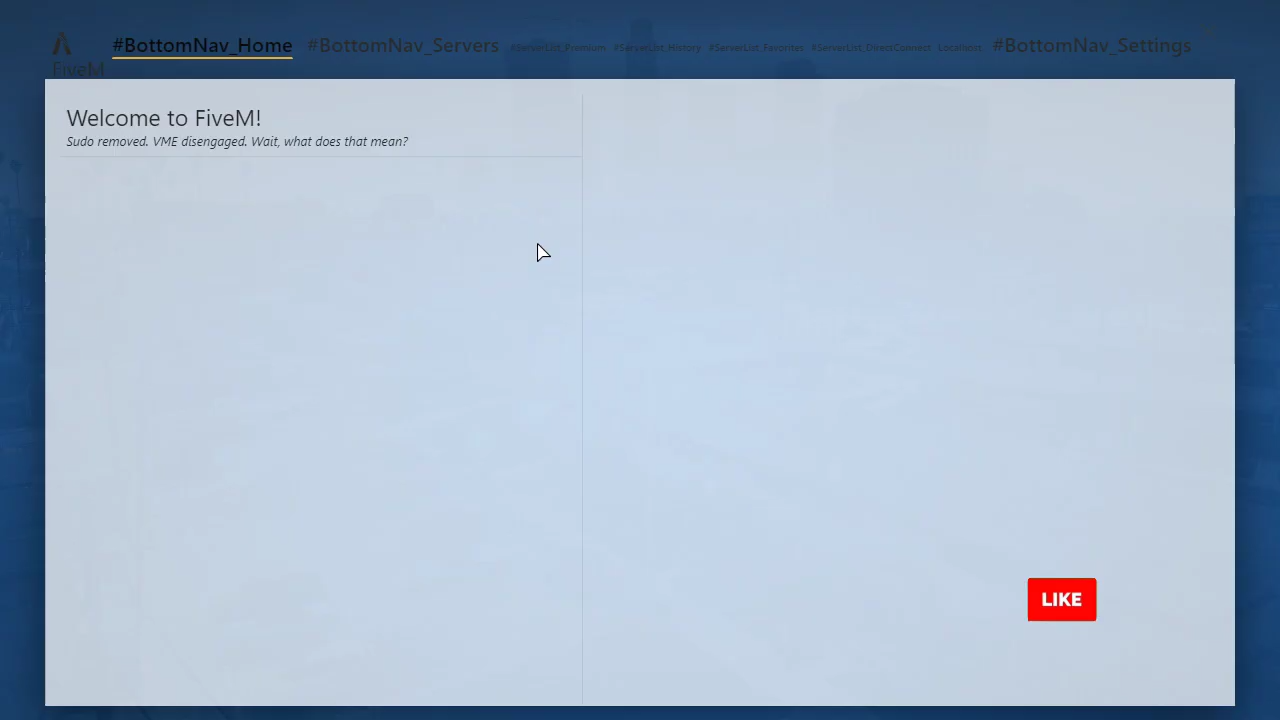 #BottomNav_Home #BottomNav_Servers #ServerList_Premium #ServerList_History #ServerList_Favorites #ServerList_DirectConnect Locations #BottomNav_Settings
FiveM
Welcome to FiveM!
Sudo removed. VME disengaged. Wait, what does that mean?
LIKE